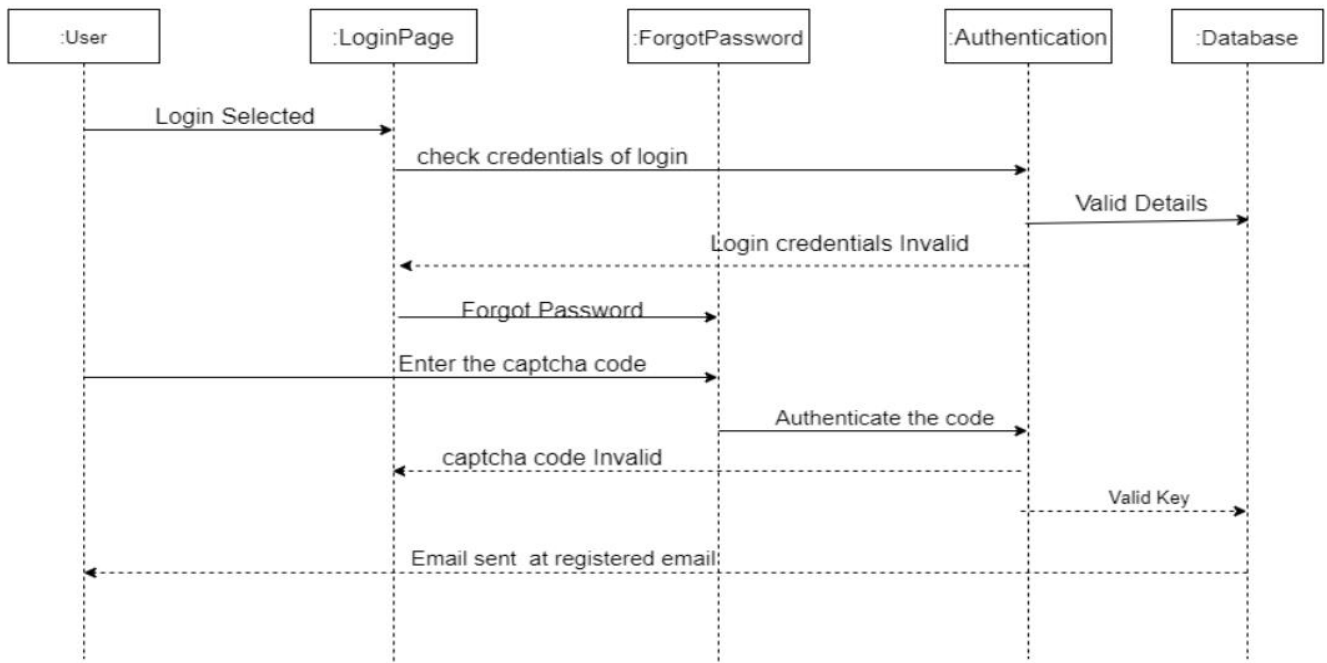 :User
:LoginPage
:ForgotPassword
:Authentication
:Database
Login Selected
check credentials of login
Valid Details
Login credentials Invalid
Forgot Password
Enter the captcha code
Authenticate the code
captcha code Invalid
Valid Key
Email sent at registered email